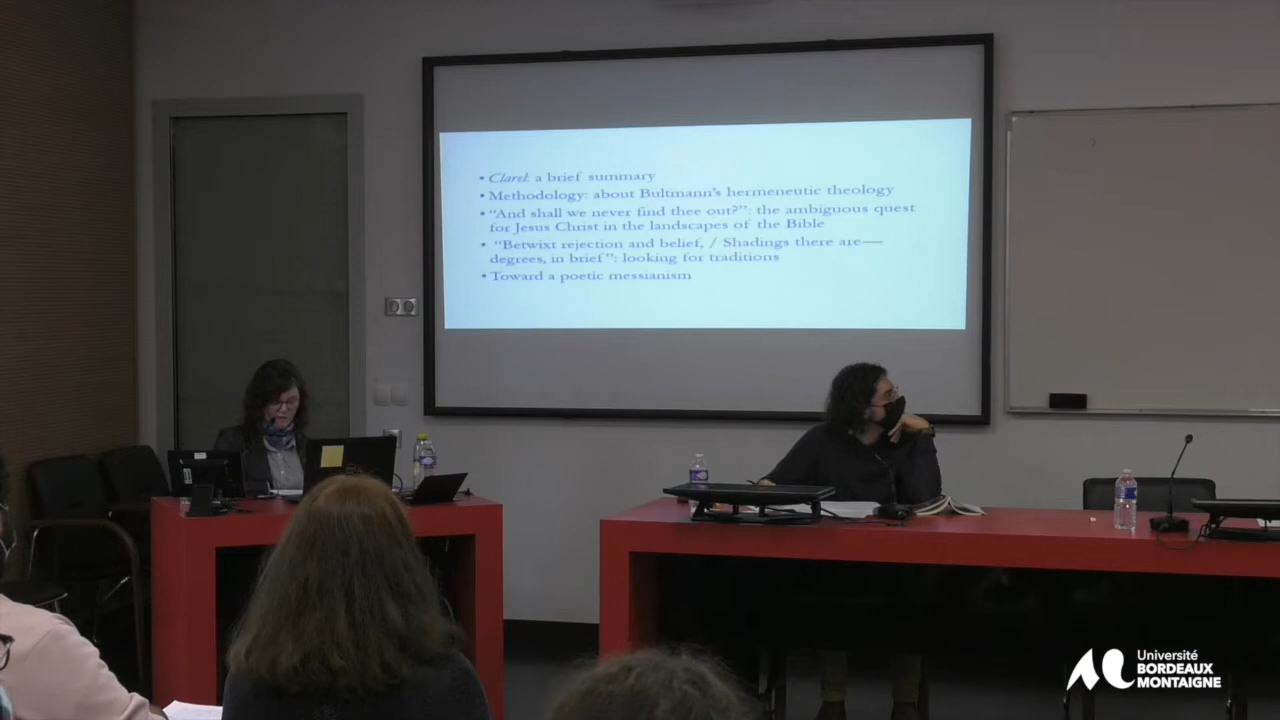 • Clarel: a brief summary
• Methodology: about Bultmann's hermeneutic theology
• “And shall we never find thee out?”: the ambiguous quest
for Jesus Christ in the landscapes of the Bible
• “Betwixt rejection and belief, / Shadings there are—
degrees, in brief”: looking for traditions
• Toward a poetic messianism
Université
BORDEAUX
MONTAIGNE